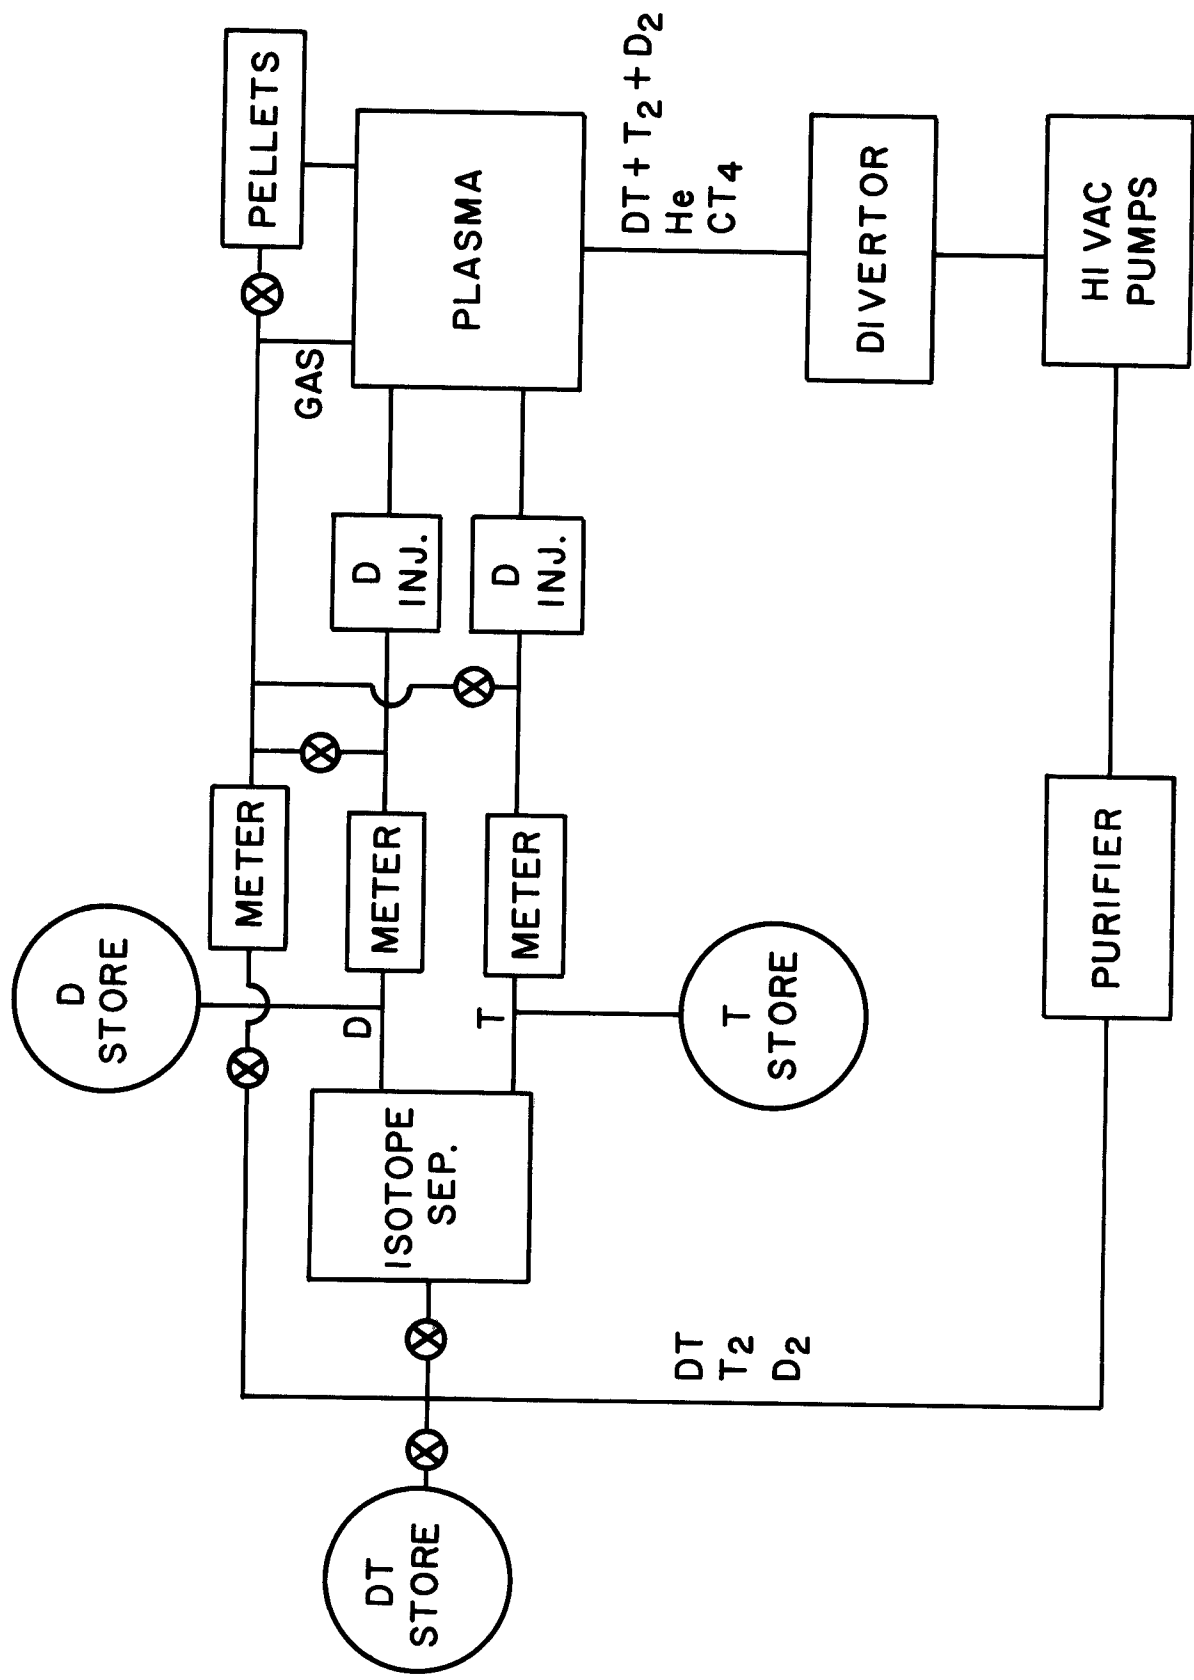 D
STORE
METER
PELLETS
GAS
DT
STORE
ISOTOPE
SEP.
D
METER
D
INJ.
PLASMA
T
METER
D
INJ.
DT + T2 + D2
He
CT4
T
STORE
DT
T2
D2
DIVERTOR
PURIFIER
HI VAC
PUMPS